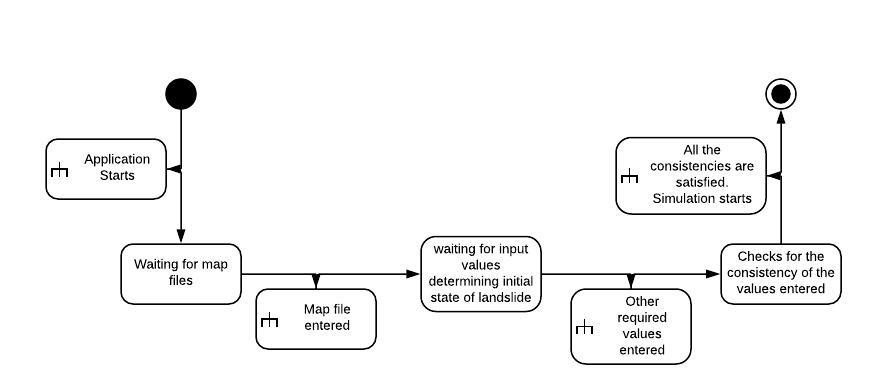 Application
Starts
Waiting for map
files
Map file
entered
waiting for input
values
determining initial
state of landslide
Other
required
values
entered
Checks for the
consistency of the
values entered
All the
consistencies are
satisfied.
Simulation starts